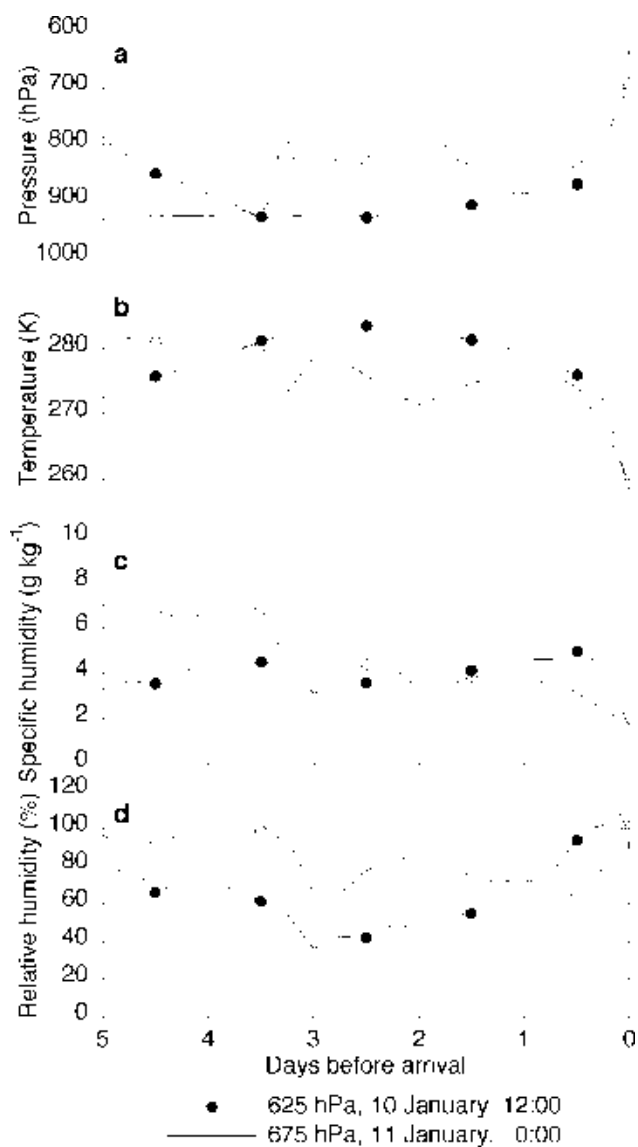 600
a
700
800
900
1000
Pressure (hPa)
b
280
270
260
Temperature (K)
10
c
8
6
4
2
0
Specific humidity (g kg⁻¹)
120
d
100
80
60
40
20
0
Relative humidity (%)
5 4 3 2 1 0
Days before arrival
625 hPa, 10 January 12:00
675 hPa, 11 January. 0:00